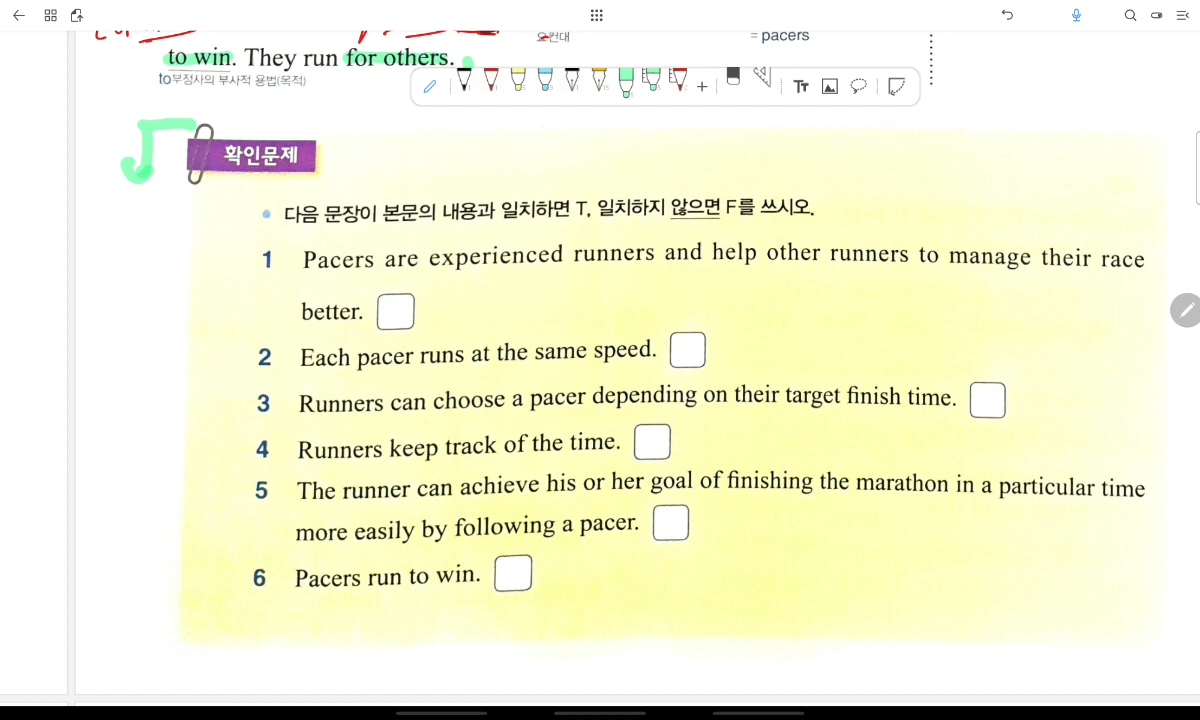 오컨대
= pacers
to win. They run for others.
to부정사의 부사적 용법(목적)
확인문제
다음 문장이 본문의 내용과 일치하면 T, 일치하지 않으면 F를 쓰시오.
1 Pacers are experienced runners and help other runners to manage their race
better.
2 Each pacer runs at the same speed.
3 Runners can choose a pacer depending on their target finish time.
4 Runners keep track of the time.
5 The runner can achieve his or her goal of finishing the marathon in a particular time
more easily by following a pacer.
6 Pacers run to win.